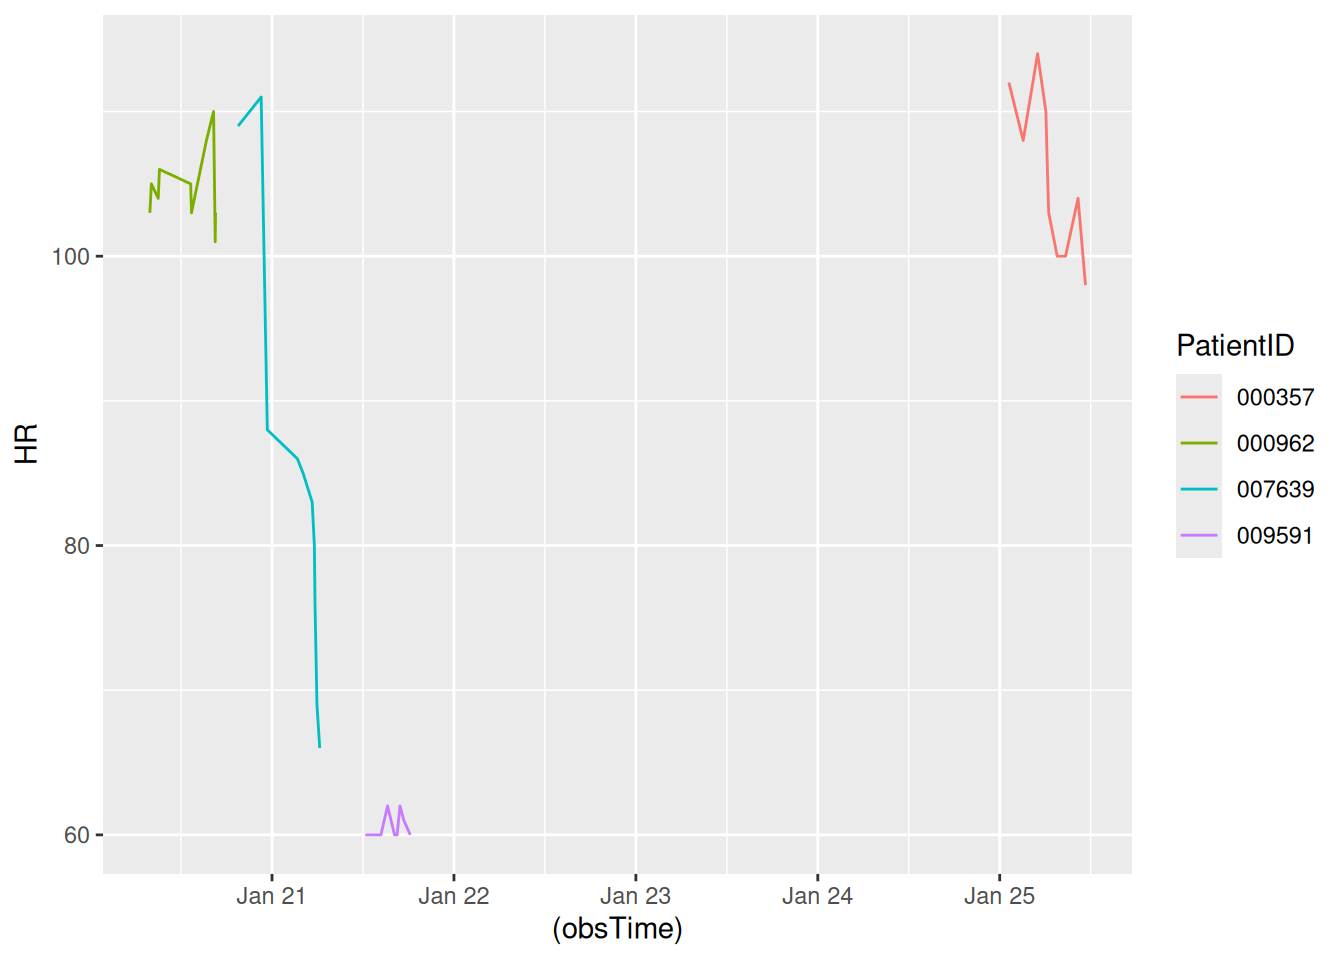 HR
100
80
60
Jan 21
Jan 22
Jan 23
Jan 24
Jan 25
(obsTime)
PatientID
000357
000962
007639
009591